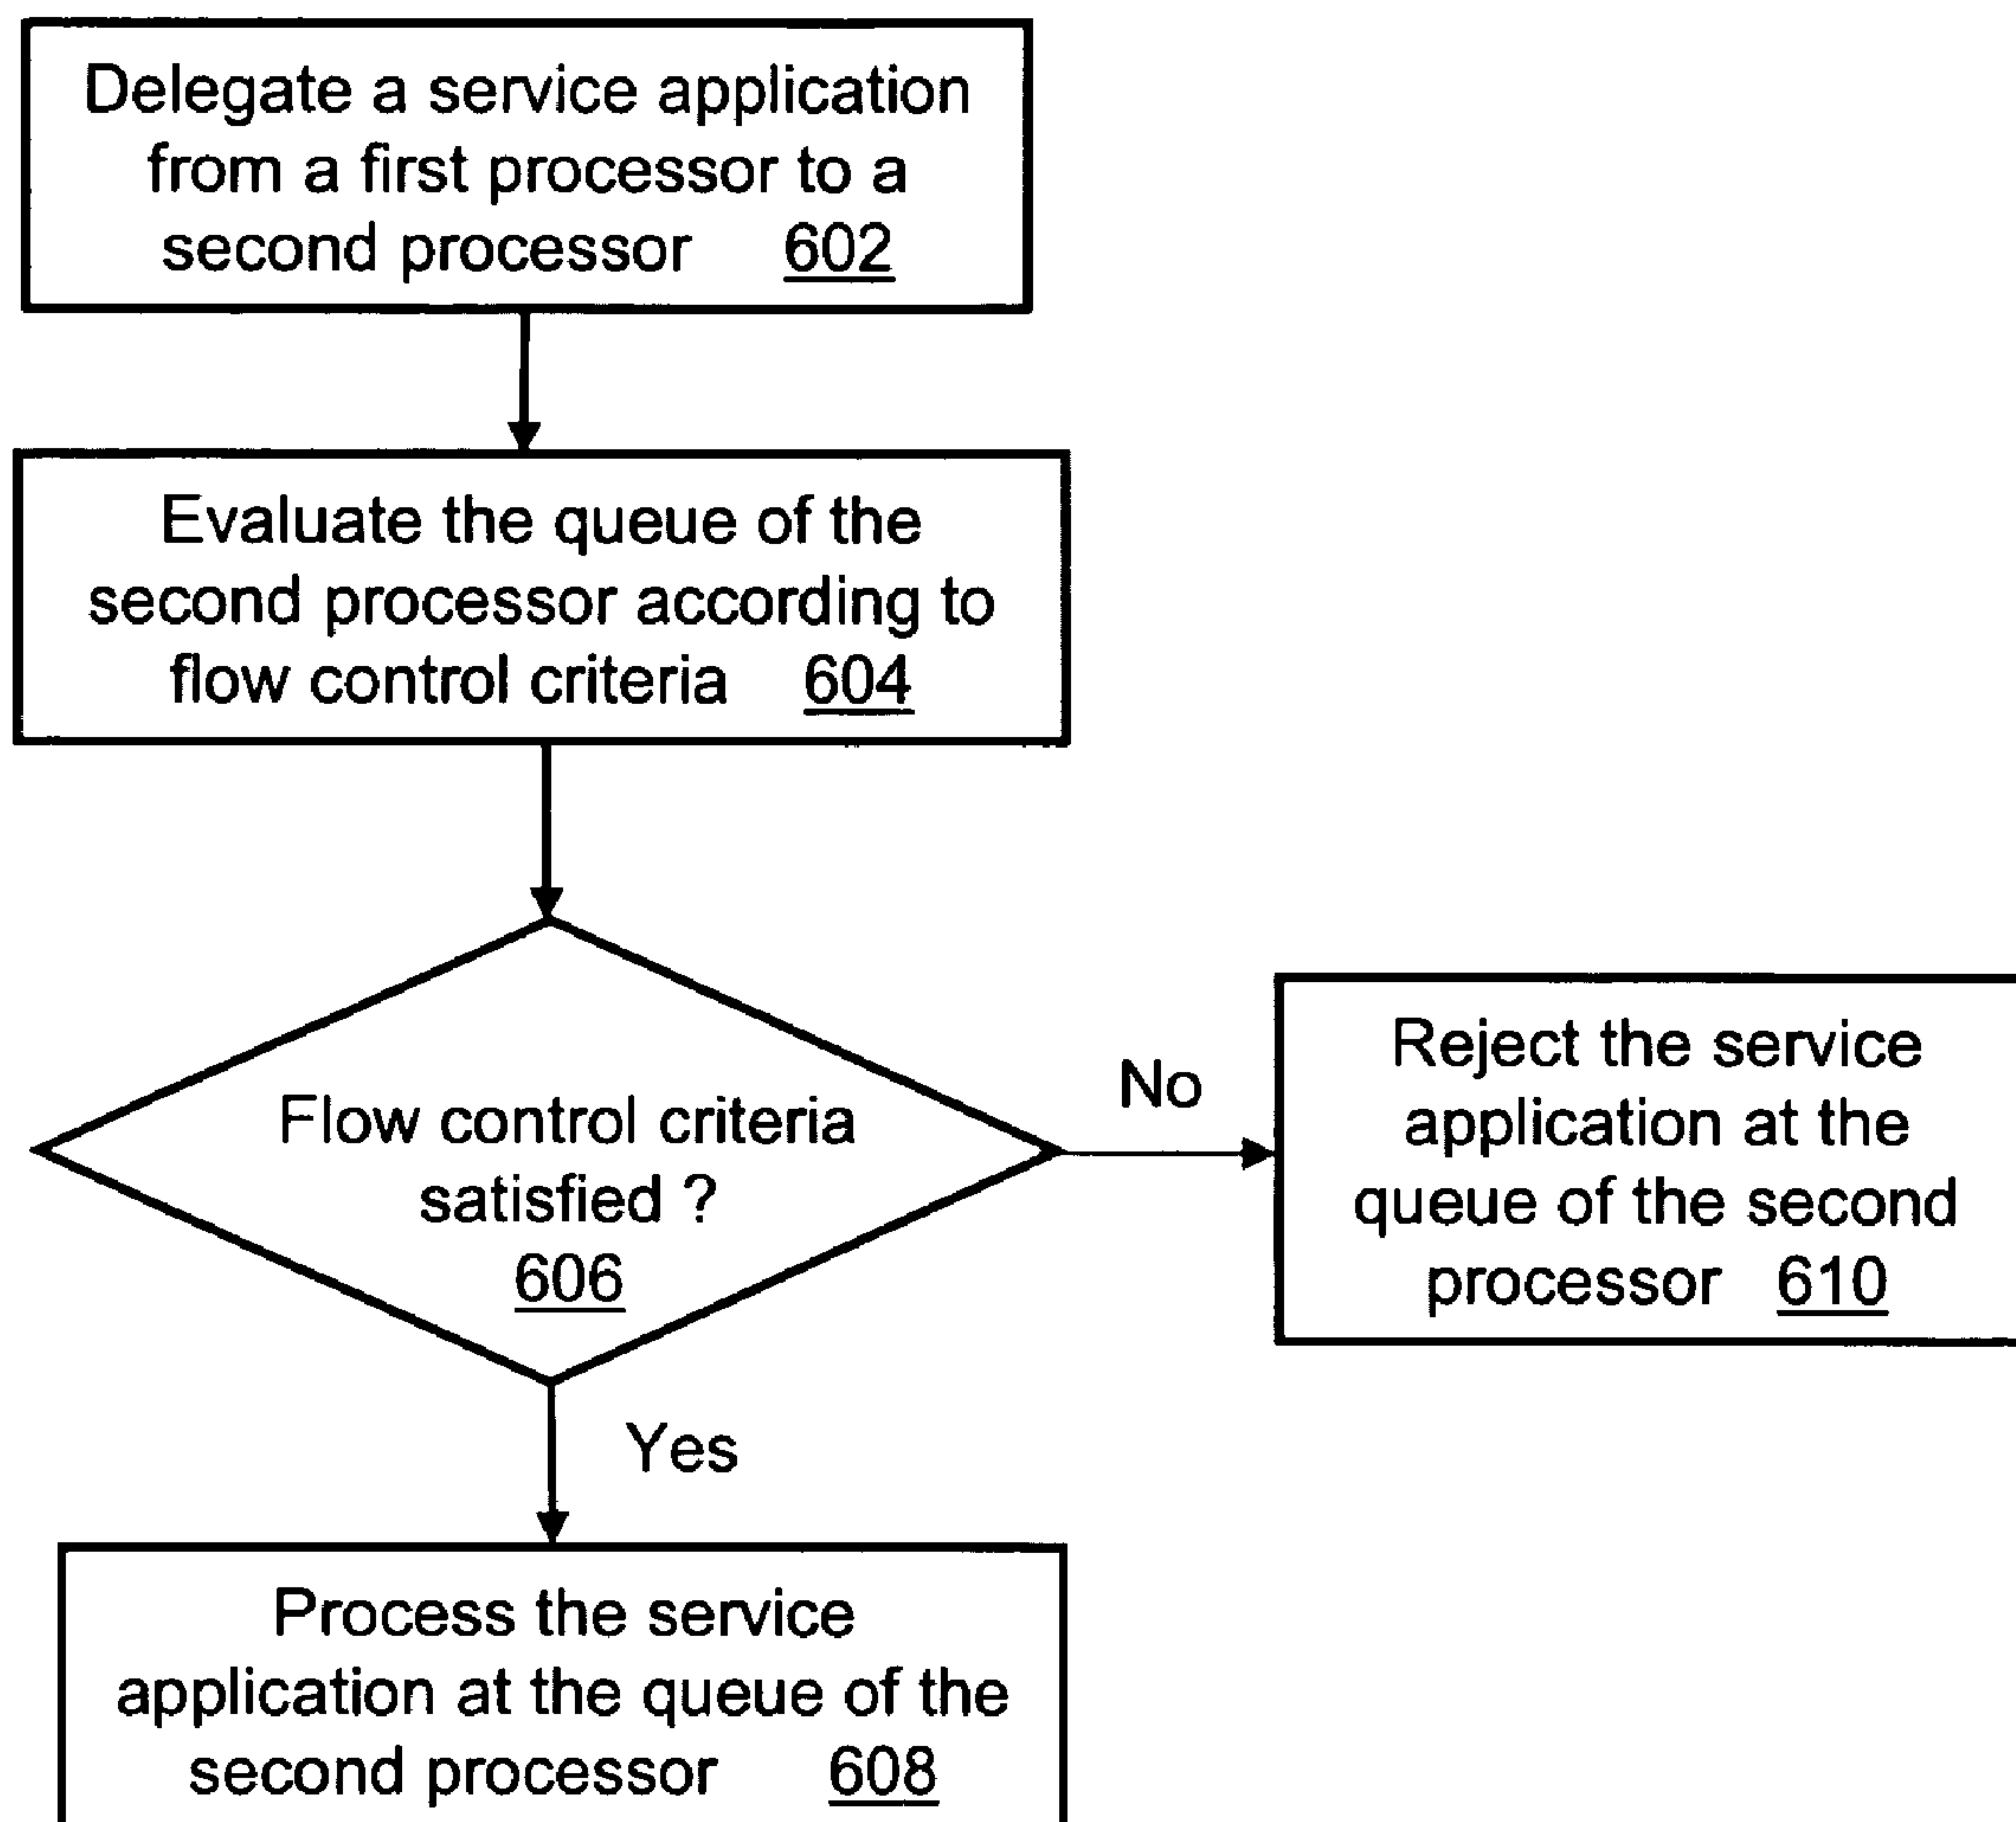 Delegate a service application
from a first processor to a
second processor 602
Evaluate the queue of the
second processor according to
flow control criteria 604
Flow control criteria
satisfied ?
606
No
Reject the service
application at the
queue of the second
processor 610
Yes
Process the service
application at the queue of the
second processor 608